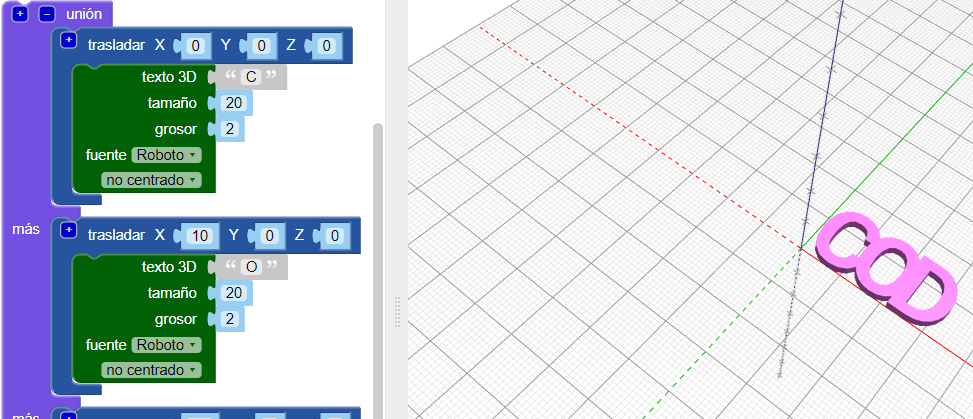 + − unión
+ trasladar X 0 Y 0 Z 0
texto 3D “ C ”
tamaño 20
grosor 2
fuente Roboto
no centrado
más + trasladar X 10 Y 0 Z 0
texto 3D “ O ”
tamaño 20
grosor 2
fuente Roboto
no centrado
más +
COD